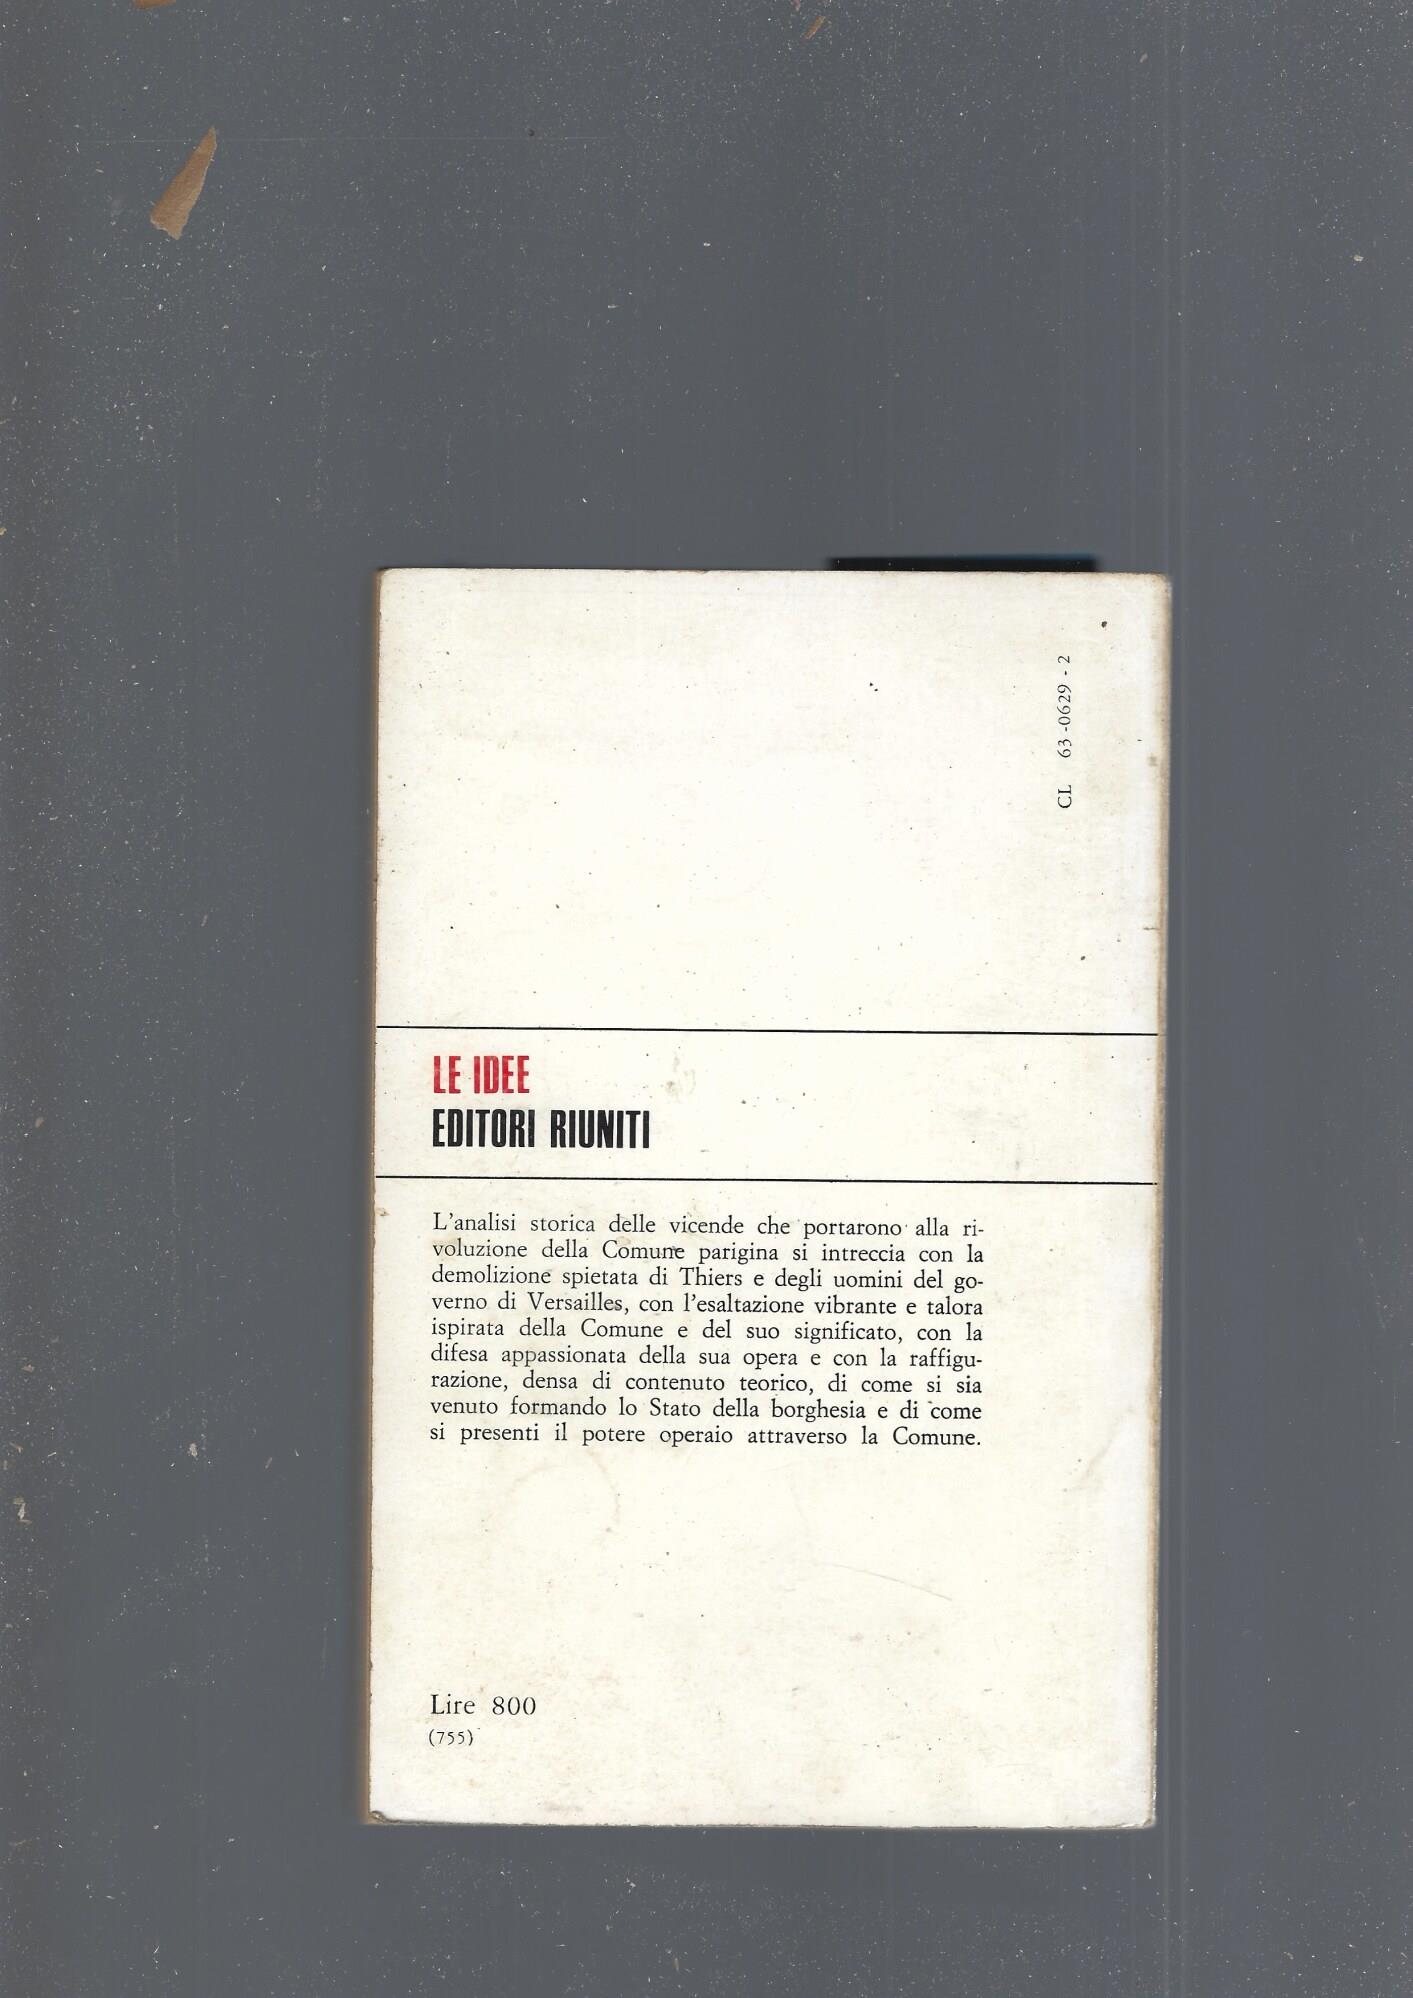 CL 63 -0629 - 2
LE IDEE
EDITORI RIUNITI
L'analisi storica delle vicende che portarono alla ri-
voluzione della Comune parigina si intreccia con la
demolizione spietata di Thiers e degli uomini del go-
verno di Versailles, con l'esaltazione vibrante e talora
ispirata della Comune e del suo significato, con la
difesa appassionata della sua opera e con la raffigu-
razione, densa di contenuto teorico, di come si sia
venuto formando lo Stato della borghesia e di come
si presenti il potere operaio attraverso la Comune.
Lire 800
(755)